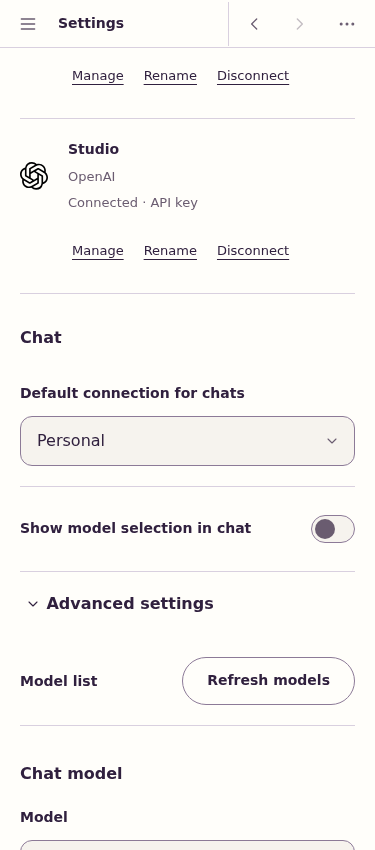 Settings
Manage Rename Disconnect
Studio
OpenAI
Connected · API key
Manage Rename Disconnect
Chat
Default connection for chats
Personal
Show model selection in chat
Advanced settings
Model list
Refresh models
Chat model
Model